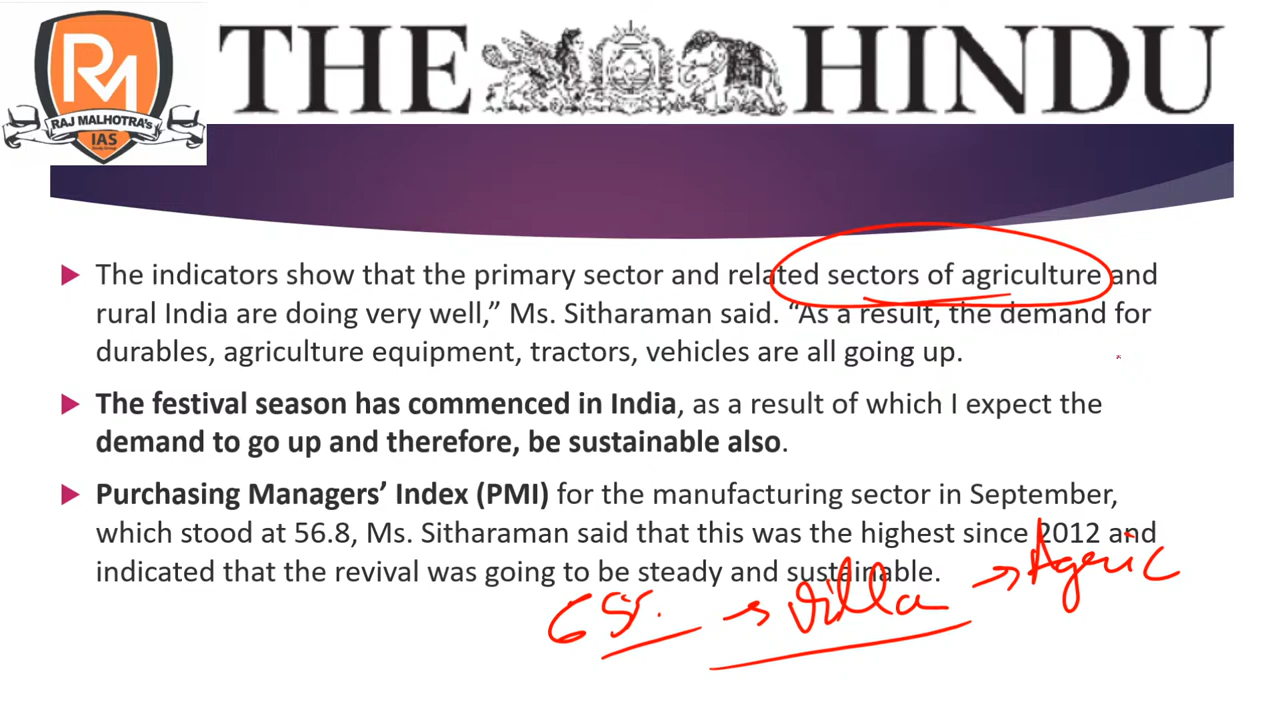 RM
RAJ MALHOTRA'S
IAS
Study Group
THE HINDU
The indicators show that the primary sector and related sectors of agriculture and
rural India are doing very well,” Ms. Sitharaman said. “As a result, the demand for
durables, agriculture equipment, tractors, vehicles are all going up.
The festival season has commenced in India, as a result of which I expect the
demand to go up and therefore, be sustainable also.
Purchasing Managers’ Index (PMI) for the manufacturing sector in September,
which stood at 56.8, Ms. Sitharaman said that this was the highest since 2012 and
indicated that the revival was going to be steady and sustainable.
65% → villa → Agric